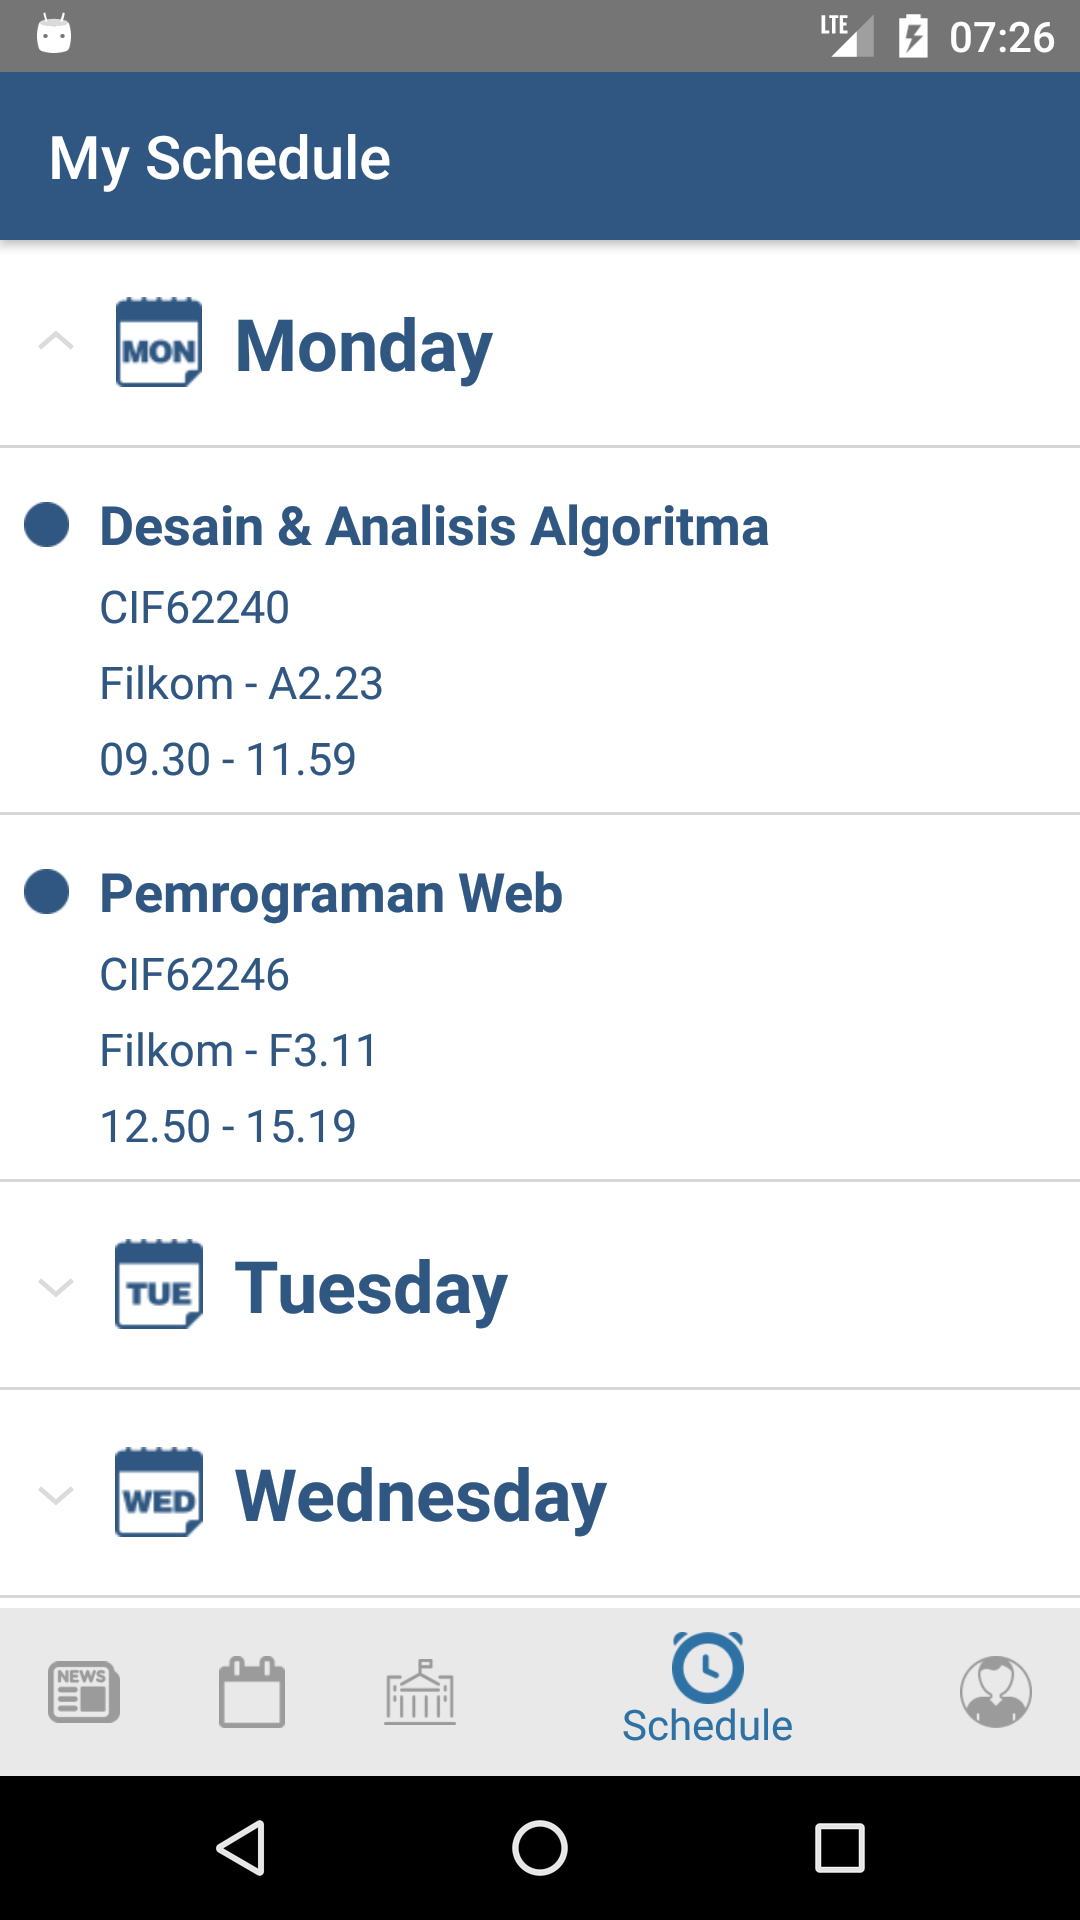 LTE 07:26
My Schedule
MON Monday
Desain & Analisis Algoritma
CIF62240
Filkom - A2.23
09.30 - 11.59
Pemrograman Web
CIF62246
Filkom - F3.11
12.50 - 15.19
TUE Tuesday
WED Wednesday
NEWS
Schedule